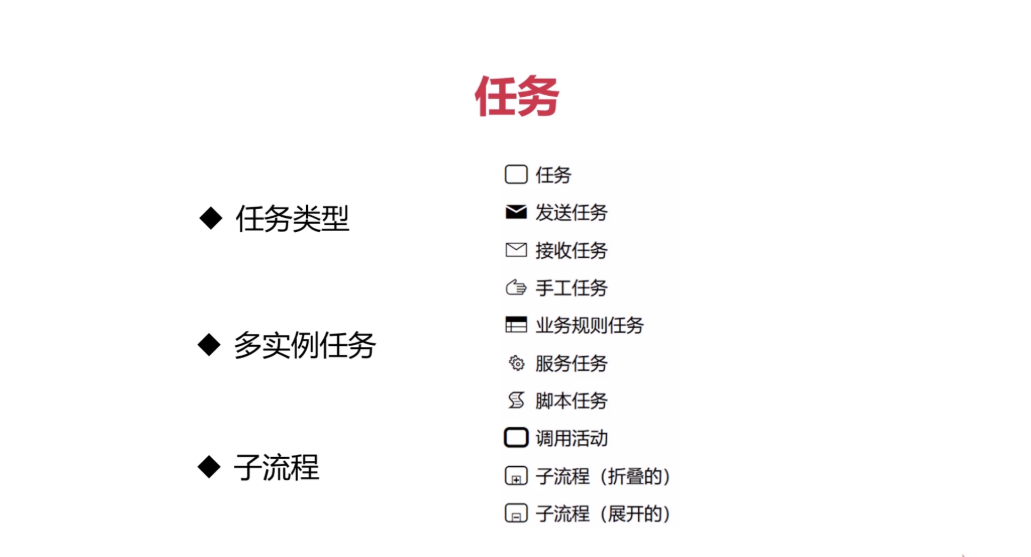 任务
任务类型
多实例任务
子流程
任务
发送任务
接收任务
手工任务
业务规则任务
服务任务
脚本任务
调用活动
子流程（折叠的）
子流程（展开的）